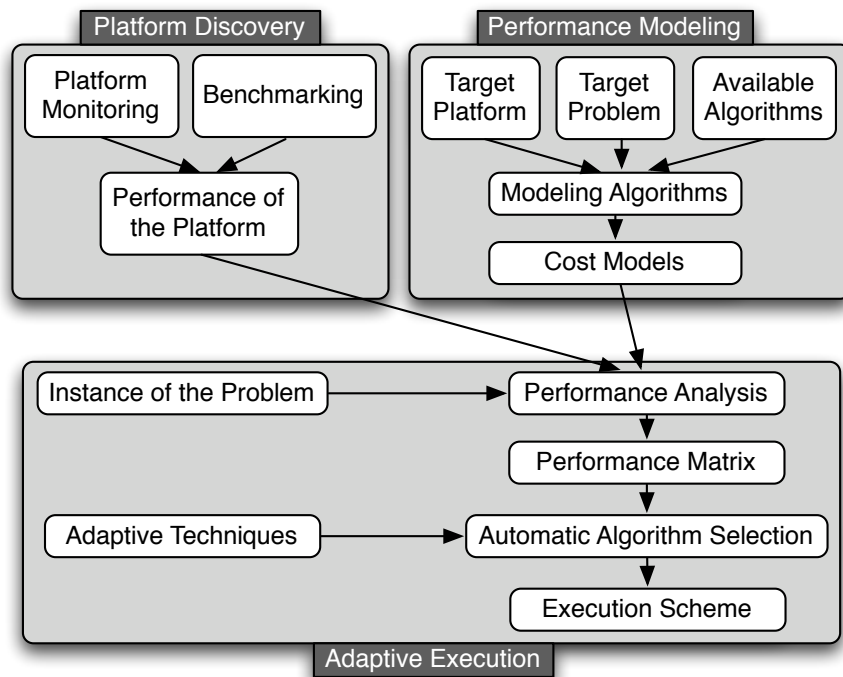 Platform Discovery
Platform
Monitoring
Benchmarking
Performance of
the Platform
Performance Modeling
Target
Platform
Target
Problem
Available
Algorithms
Modeling Algorithms
Cost Models
Instance of the Problem
Performance Analysis
Performance Matrix
Adaptive Techniques
Automatic Algorithm Selection
Execution Scheme
Adaptive Execution